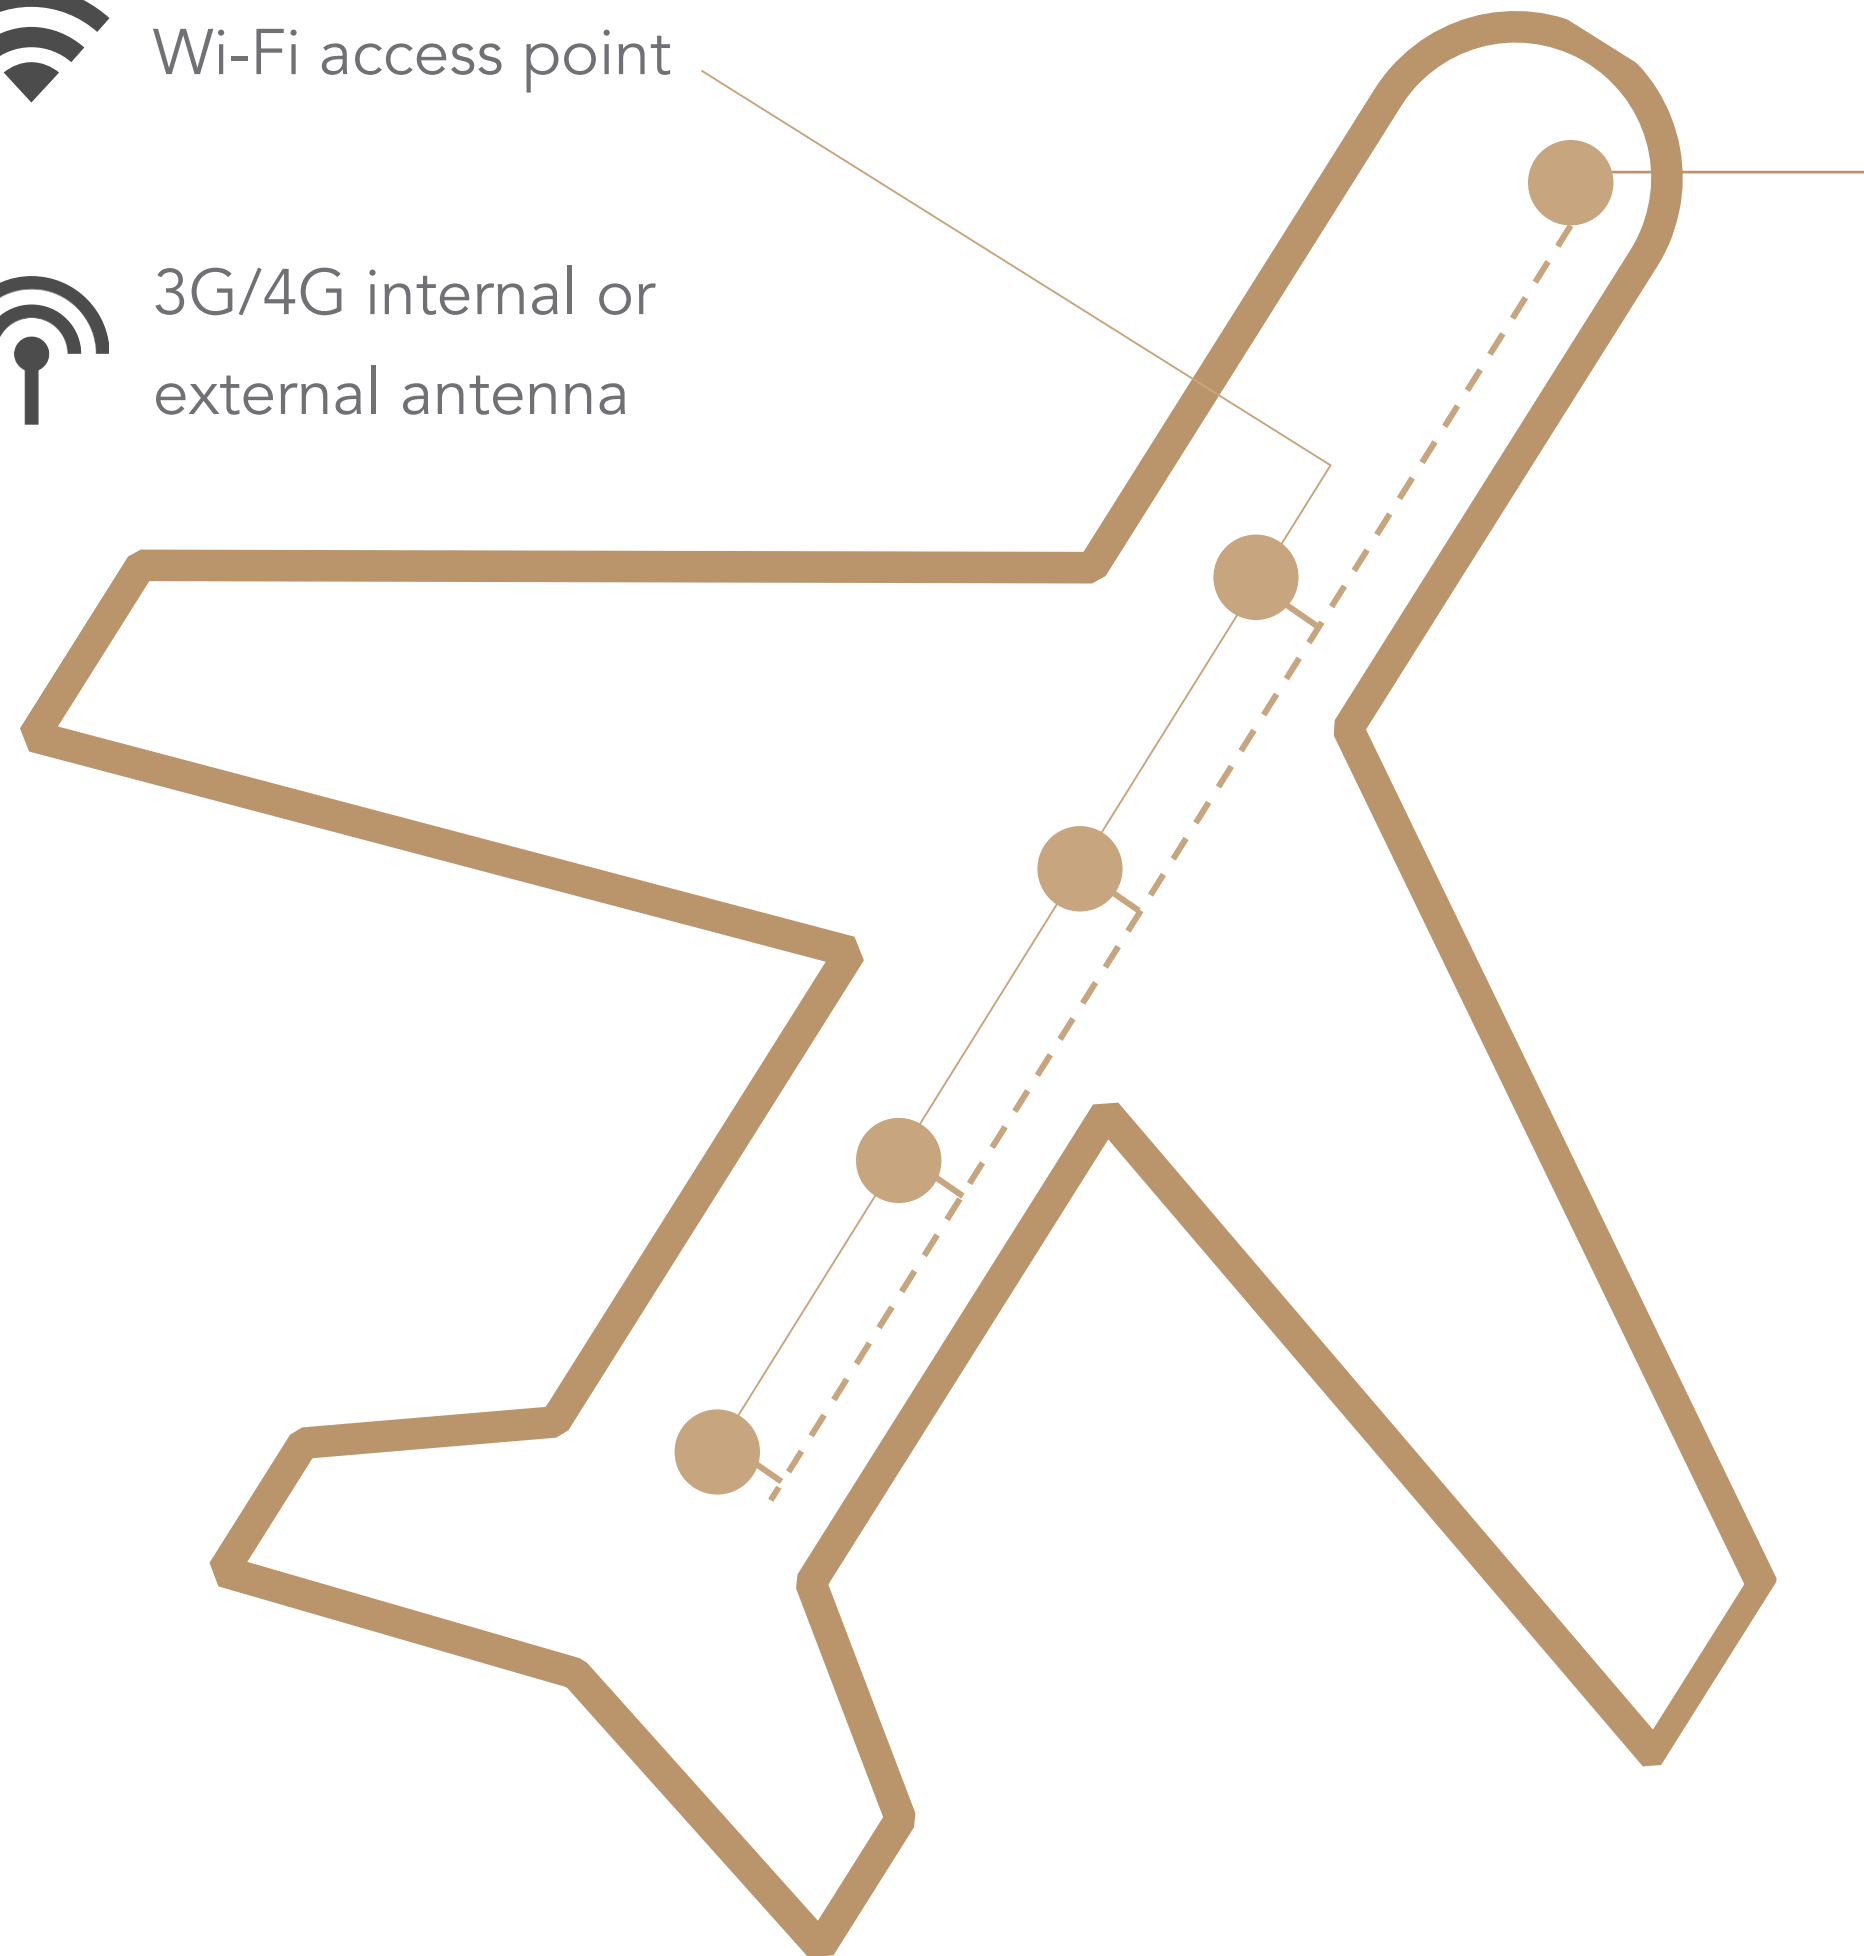 Wi-Fi access point
3G/4G internal or
external antenna